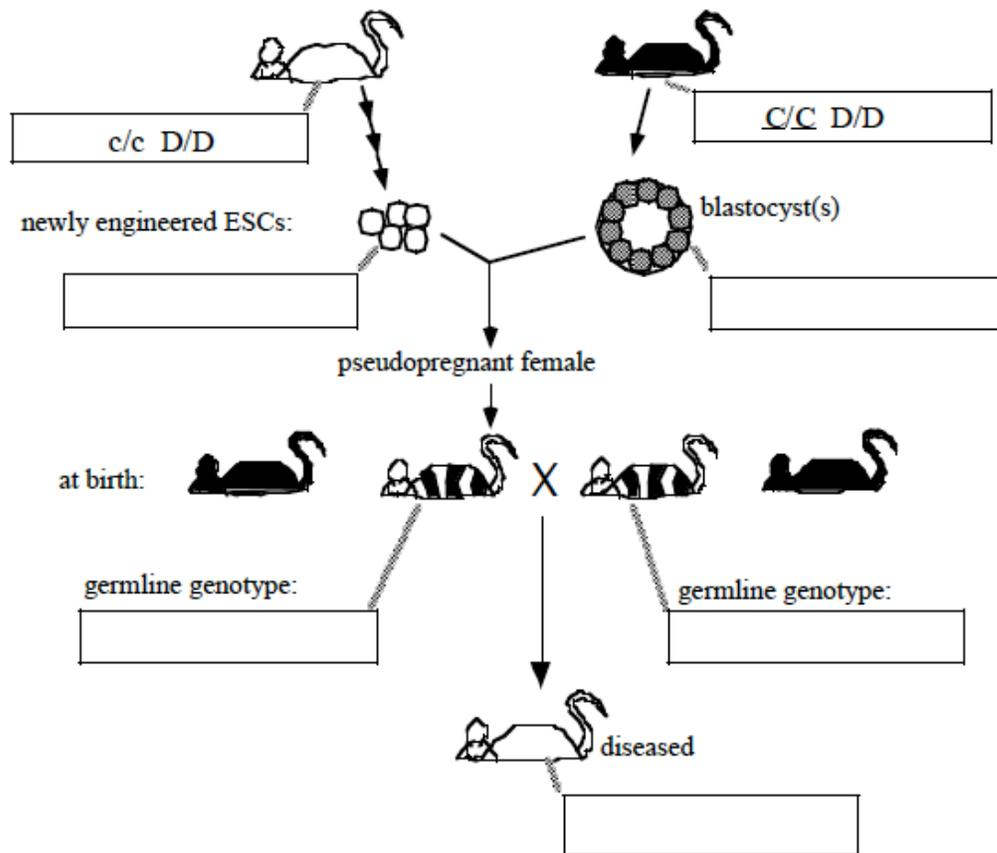 c/c D/D
C/C D/D
newly engineered ESCs:
blastocyst(s)
pseudopregnant female
at birth:
X
germline genotype:
germline genotype:
diseased